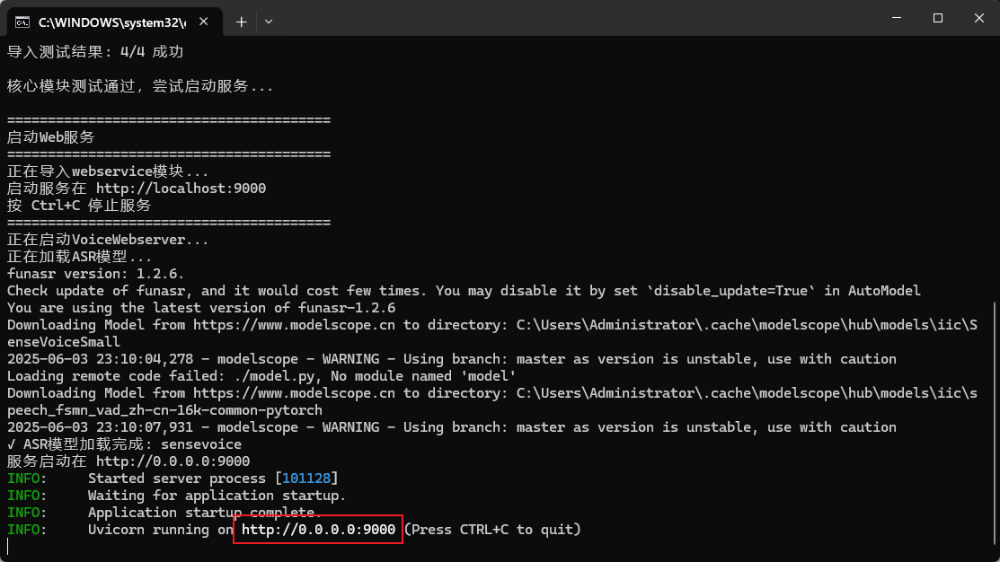 C:\WINDOWS\system32\
导入测试结果: 4/4 成功
核心模块测试通过, 尝试启动服务...
========================================
启动Web服务
========================================
正在导入webservice模块...
启动服务在 http://localhost:9000
按 Ctrl+C 停止服务
========================================
正在启动VoiceWebserver...
正在加载ASR模型...
funasr version: 1.2.6.
Check update of funasr, and it would cost few times. You may disable it by set `disable_update=True` in AutoModel
You are using the latest version of funasr-1.2.6
Downloading Model from https://www.modelscope.cn to directory: C:\Users\Administrator\.cache\modelscope\hub\models\iic\S
enseVoiceSmall
2025-06-03 23:10:04,278 - modelscope - WARNING - Using branch: master as version is unstable, use with caution
Loading remote code failed: ./model.py, No module named 'model'
Downloading Model from https://www.modelscope.cn to directory: C:\Users\Administrator\.cache\modelscope\hub\models\iic\s
peech_fsmn_vad_zh-cn-16k-common-pytorch
2025-06-03 23:10:07,931 - modelscope - WARNING - Using branch: master as version is unstable, use with caution
√ ASR模型加载完成: sensevoice
服务启动在 http://0.0.0.0:9000
INFO:     Started server process [101128]
INFO:     Waiting for application startup.
INFO:     Application startup complete.
INFO:     Uvicorn running on http://0.0.0.0:9000 (Press CTRL+C to quit)